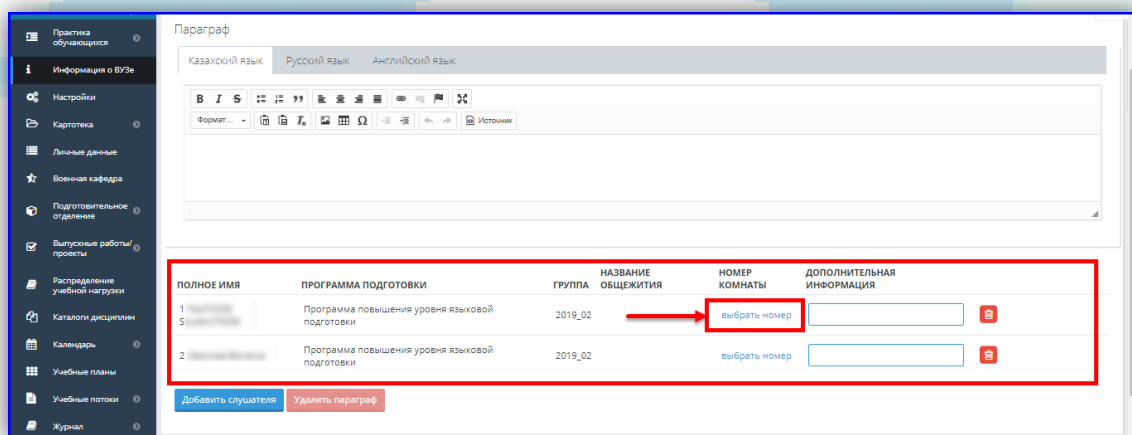 Практика
обучающихся
Информация о ВУЗе
Настройки
Картотека
Личные данные
Военная кафедра
Подготовительное
отделение
Выпускные работы/
проекты
Распределение
учебной нагрузки
Каталоги дисциплин
Календарь
Учебные планы
Учебные потоки
Журнал
Параграф
Казахский язык Русский язык Английский язык
B I S
Формат... Источник
ПОЛНОЕ ИМЯ ПРОГРАММА ПОДГОТОВКИ ГРУППА НАЗВАНИЕ ОБЩЕЖИТИЯ НОМЕР КОМНАТЫ ДОПОЛНИТЕЛЬНАЯ ИНФОРМАЦИЯ
1 Программа повышения уровня языковой
подготовки 2019_02 выбрать номер
2 Программа повышения уровня языковой
подготовки 2019_02 выбрать номер
Добавить слушателя Удалить параграф